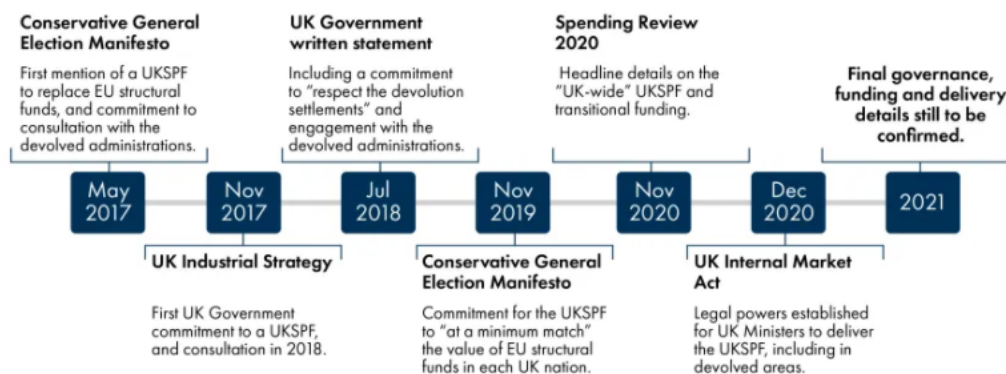 Conservative General
Election Manifesto
First mention of a UKSPF
to replace EU structural
funds, and commitment to
consultation with the
devolved administrations.
UK Government
written statement
Including a commitment
to “respect the devolution
settlements” and
engagement with the
devolved administrations.
Spending Review
2020
Headline details on the
“UK-wide” UKSPF and
transitional funding.
Final governance,
funding and delivery
details still to be
confirmed.
May
2017
Nov
2017
Jul
2018
Nov
2019
Nov
2020
Dec
2020
2021
UK Industrial Strategy
First UK Government
commitment to a UKSPF,
and consultation in 2018.
Conservative General
Election Manifesto
Commitment for the UKSPF
to “at a minimum match”
the value of EU structural
funds in each UK nation.
UK Internal Market
Act
Legal powers established
for UK Ministers to deliver
the UKSPF, including in
devolved areas.